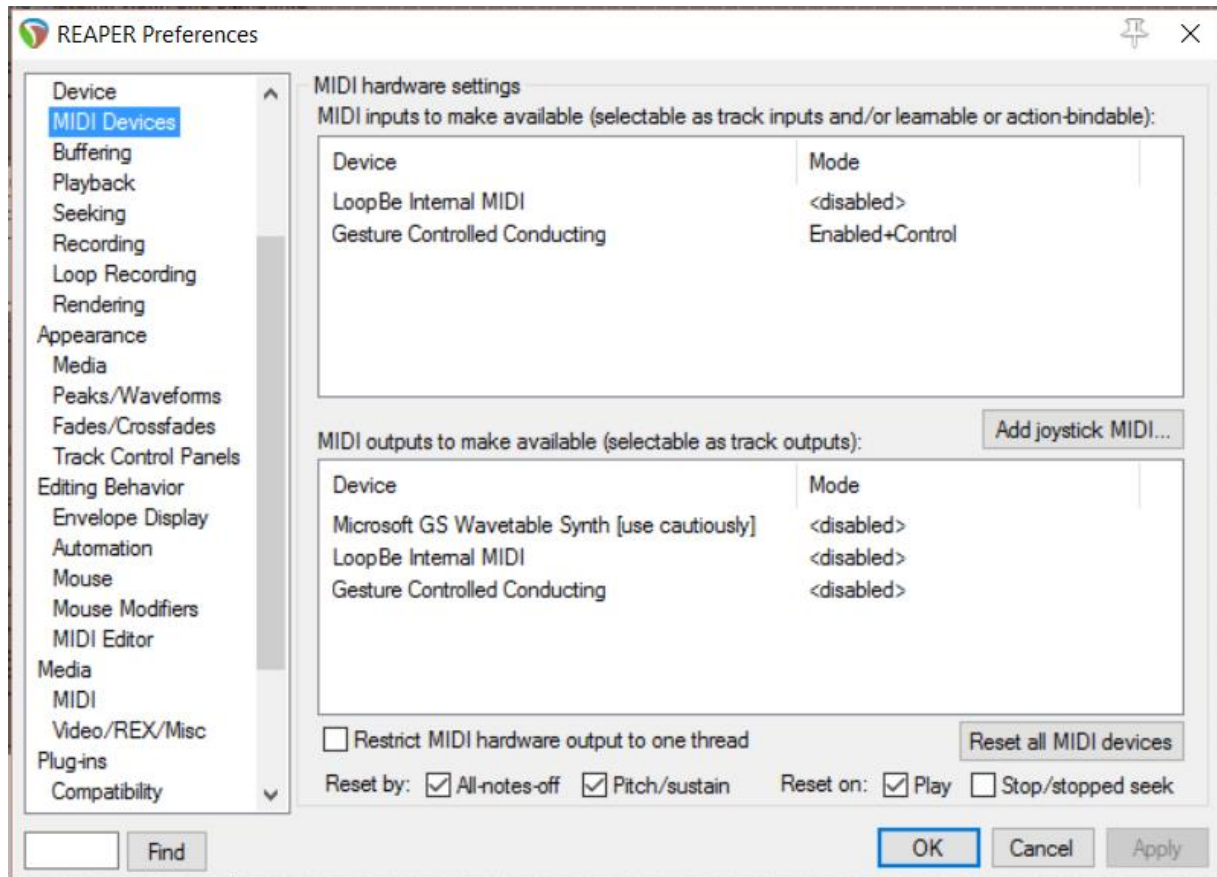 REAPER Preferences
Device
MIDI Devices
Buffering
Playback
Seeking
Recording
Loop Recording
Rendering
Appearance
Media
Peaks/Waveforms
Fades/Crossfades
Track Control Panels
Editing Behavior
Envelope Display
Automation
Mouse
Mouse Modifiers
MIDI Editor
Media
MIDI
Video/REX/Misc
Plug-ins
Compatibility
Find
MIDI hardware settings
MIDI inputs to make available (selectable as track inputs and/or learnable or action-bindable):
Device Mode
LoopBe Internal MIDI <disabled>
Gesture Controlled Conducting Enabled+Control
Add joystick MIDI...
MIDI outputs to make available (selectable as track outputs):
Device Mode
Microsoft GS Wavetable Synth [use cautiously] <disabled>
LoopBe Internal MIDI <disabled>
Gesture Controlled Conducting <disabled>
Restrict MIDI hardware output to one thread Reset all MIDI devices
Reset by: All-notes-off Pitch/sustain Reset on: Play Stop/stopped seek
OK Cancel Apply